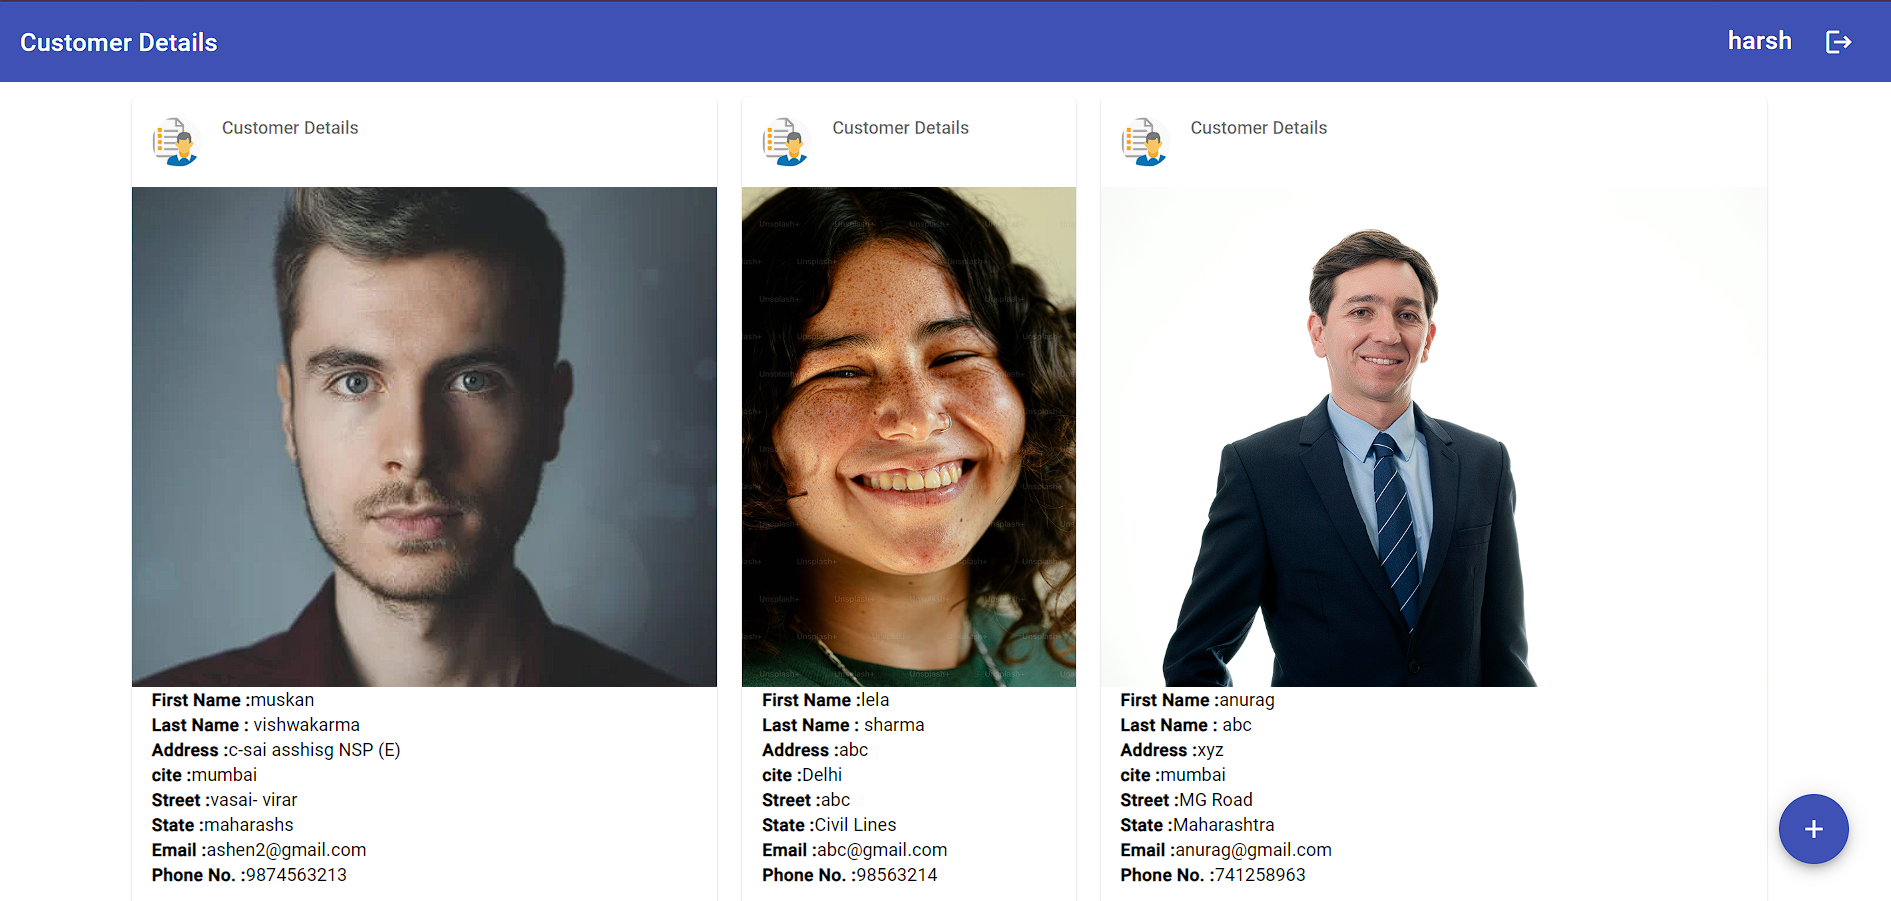 Customer Details
harsh
Customer Details
First Name :muskan
Last Name : vishwakarma
Address :c-sai asshisg NSP (E)
cite :mumbai
Street :vasai- virar
State :maharashs
Email :ashen2@gmail.com
Phone No. :9874563213
Customer Details
Unsplash+
First Name :lela
Last Name : sharma
Address :abc
cite :Delhi
Street :abc
State :Civil Lines
Email :abc@gmail.com
Phone No. :98563214
Customer Details
First Name :anurag
Last Name : abc
Address :xyz
cite :mumbai
Street :MG Road
State :Maharashtra
Email :anurag@gmail.com
Phone No. :741258963
+